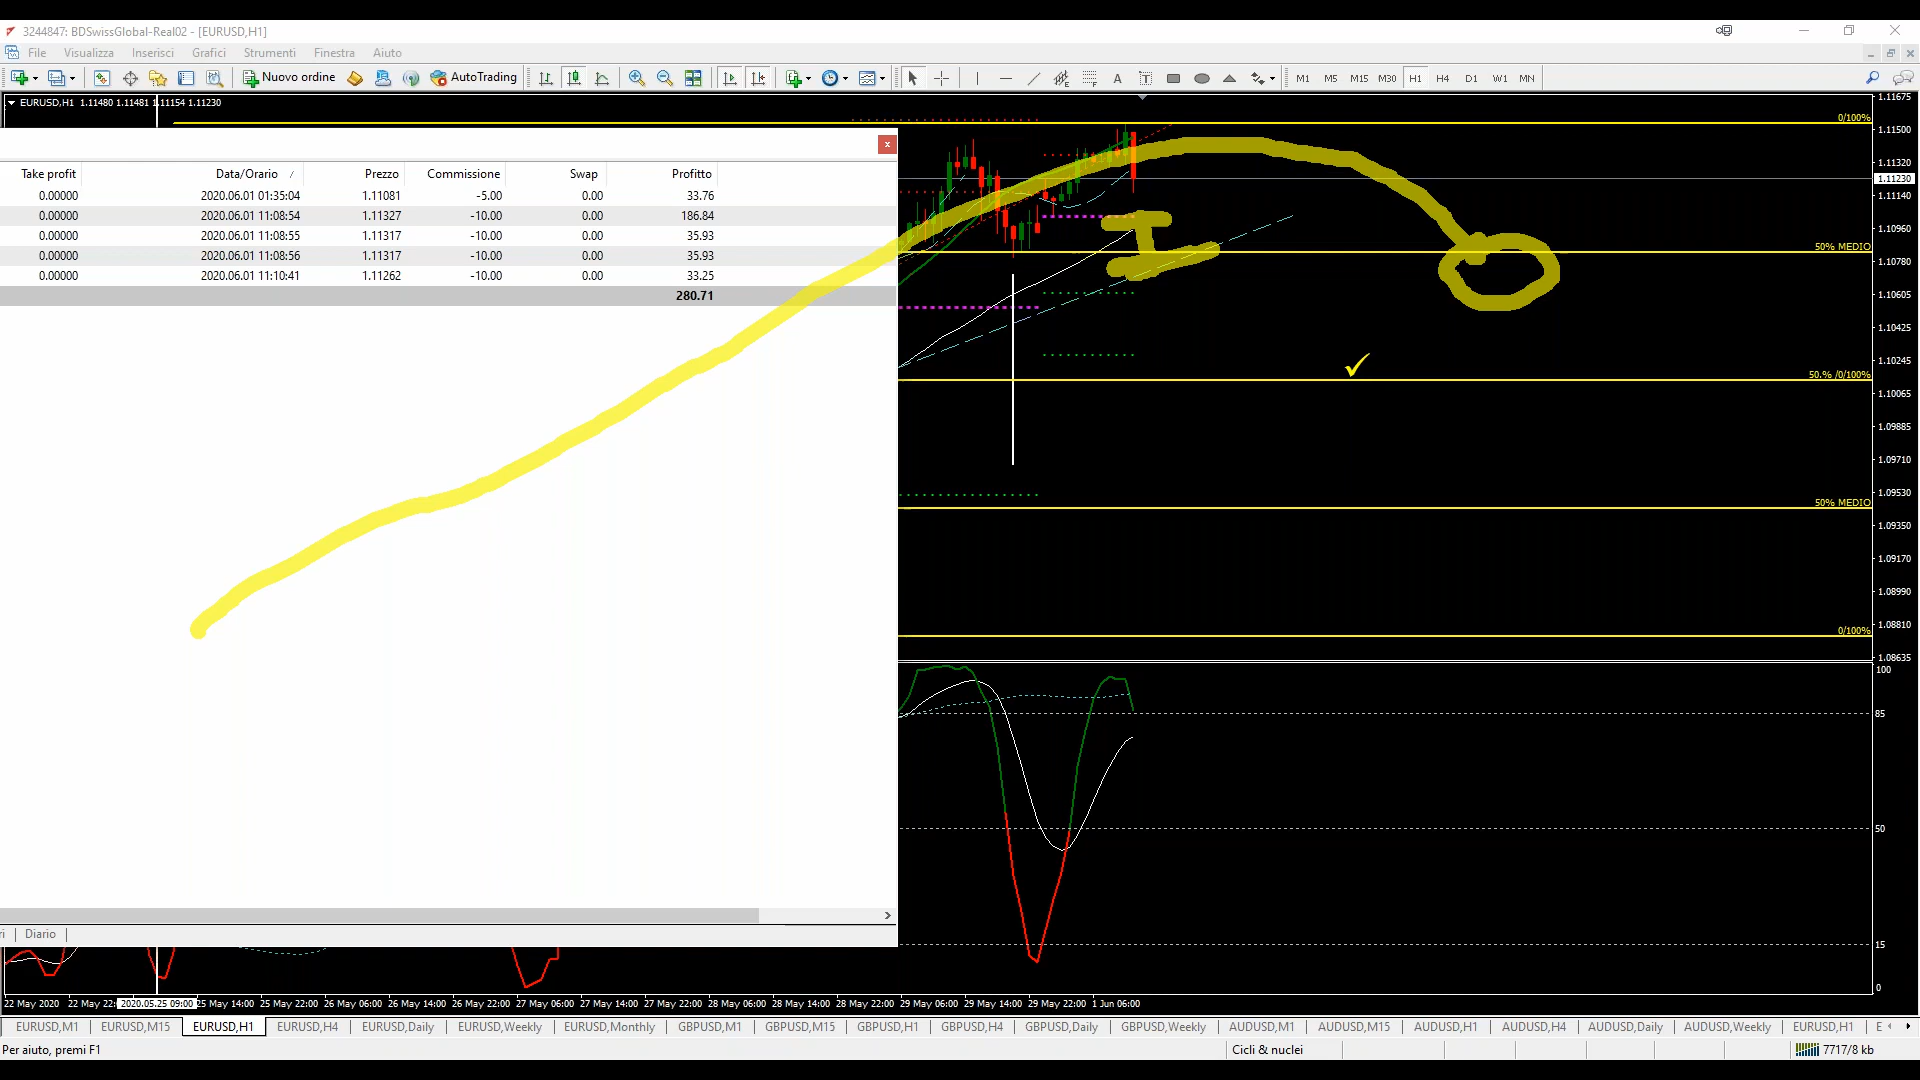 3244847: BDSwissGlobal-Real02 - [EURUSD,H1]
File Visualizza Inserisci Grafici Strumenti Finestra Aiuto
Nuovo ordine AutoTrading A T M1 M5 M15 M30 H1 H4 D1 W1 MN
EURUSD,H1 1.11480 1.11481 1.11154 1.11230
1.11675
0/100%
1.11500
1.11320
1.11230
1.11140
1.10960
50% MEDIO
1.10780
1.10605
1.10425
1.10245
50.% /0/100%
1.10065
1.09885
1.09710
50% MEDIO
1.09530
1.09350
1.09170
1.08990
1.08810
0/100%
1.08635
Take profit Data/Orario / Prezzo Commissione Swap Profitto
0.00000 2020.06.01 01:35:04 1.11081 -5.00 0.00 33.76
0.00000 2020.06.01 11:08:54 1.11327 -10.00 0.00 186.84
0.00000 2020.06.01 11:08:55 1.11317 -10.00 0.00 35.93
0.00000 2020.06.01 11:08:56 1.11317 -10.00 0.00 35.93
0.00000 2020.06.01 11:10:41 1.11262 -10.00 0.00 33.25
280.71
100
85
50
15
0
ri Diario
22 May 2020 22 May 22: 2020.05.25 09:00 25 May 14:00 25 May 22:00 26 May 06:00 26 May 14:00 26 May 22:00 27 May 06:00 27 May 14:00 27 May 22:00 28 May 06:00 28 May 14:00 28 May 22:00 29 May 06:00 29 May 14:00 29 May 22:00 1 Jun 06:00
EURUSD,M1 EURUSD,M15 EURUSD,H1 EURUSD,H4 EURUSD,Daily EURUSD,Weekly EURUSD,Monthly GBPUSD,M1 GBPUSD,M15 GBPUSD,H1 GBPUSD,H4 GBPUSD,Daily GBPUSD,Weekly AUDUSD,M1 AUDUSD,M15 AUDUSD,H1 AUDUSD,H4 AUDUSD,Daily AUDUSD,Weekly EURUSD,H1 E
Per aiuto, premi F1 Cicli & nuclei 7717/8 kb